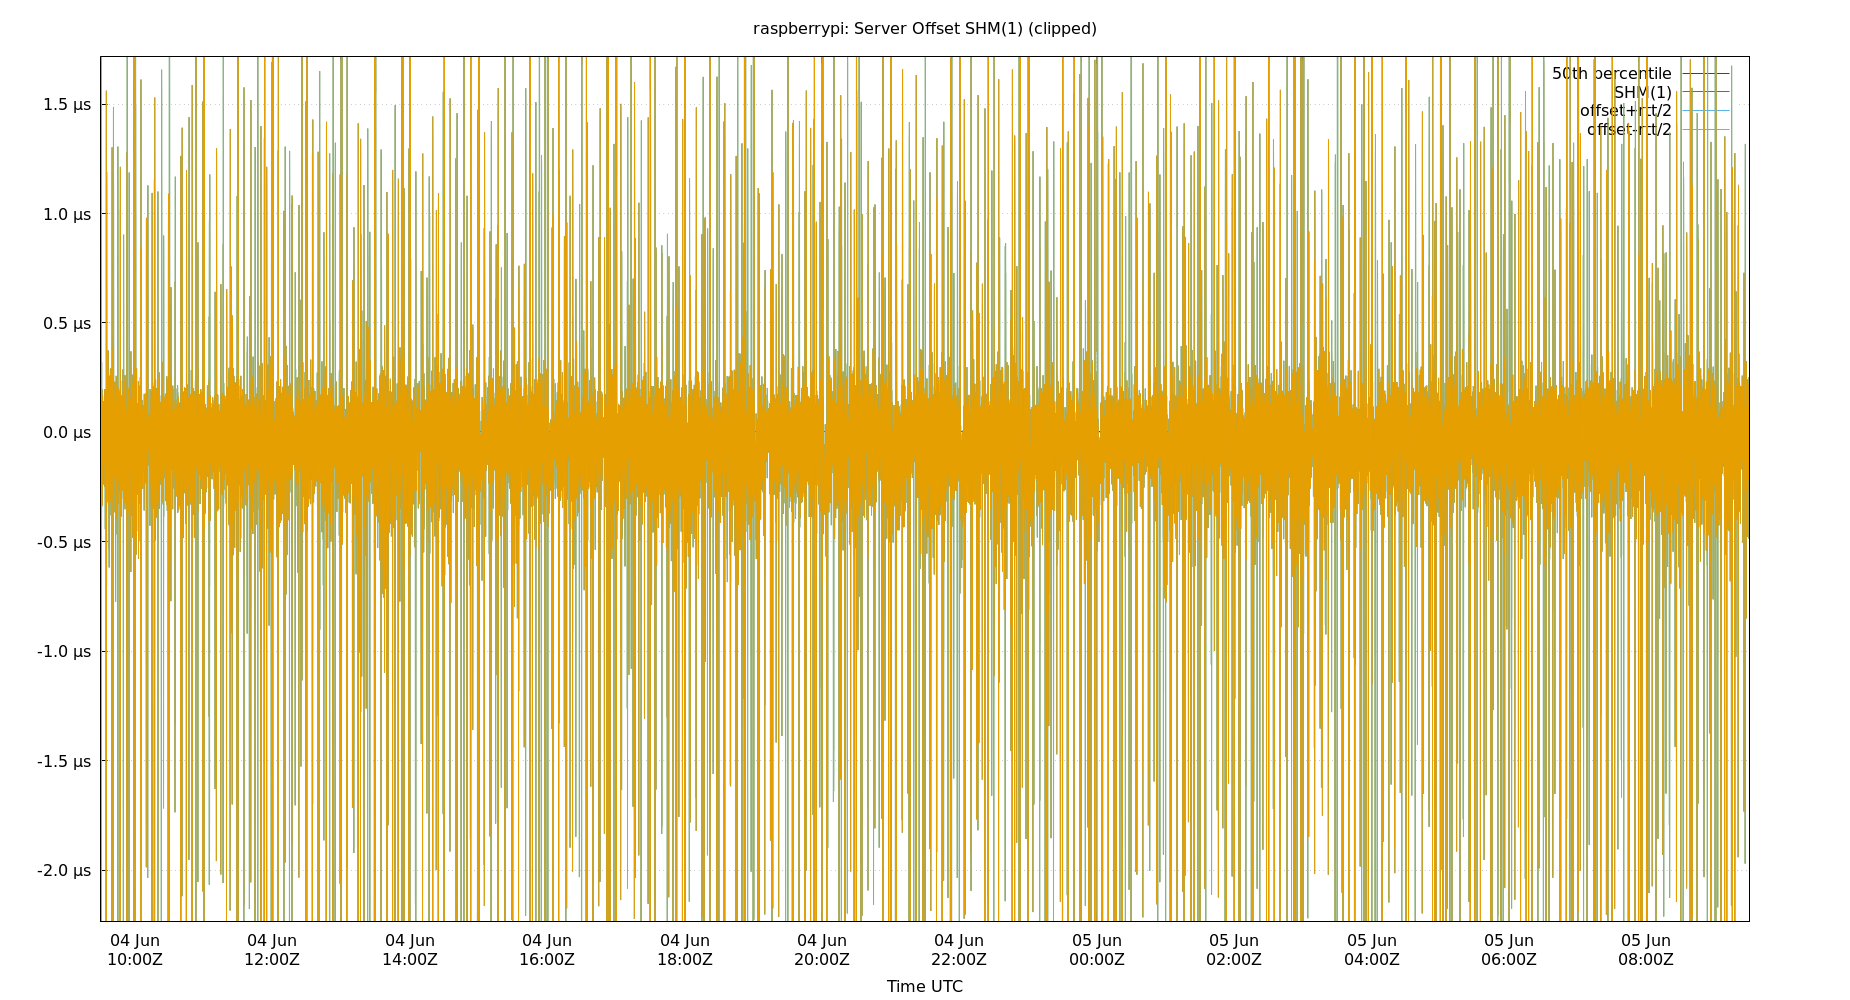 raspberrypi: Server Offset SHM(1) (clipped)
50th percentile
SHM(1)
offset+rtt/2
offset-rtt/2
1.5 µs
1.0 µs
0.5 µs
0.0 µs
-0.5 µs
-1.0 µs
-1.5 µs
-2.0 µs
04 Jun 04 Jun 04 Jun 04 Jun 04 Jun 04 Jun 04 Jun 05 Jun 05 Jun 05 Jun 05 Jun 05 Jun
10:00Z 12:00Z 14:00Z 16:00Z 18:00Z 20:00Z 22:00Z 00:00Z 02:00Z 04:00Z 06:00Z 08:00Z
Time UTC